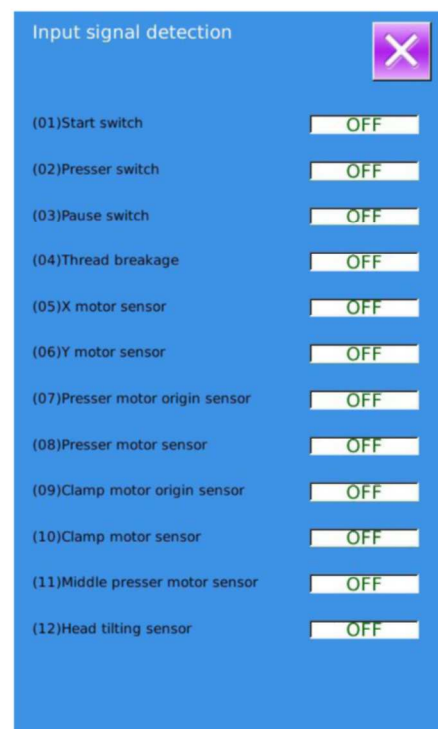 Input signal detection
(01)Start switch OFF
(02)Presser switch OFF
(03)Pause switch OFF
(04)Thread breakage OFF
(05)X motor sensor OFF
(06)Y motor sensor OFF
(07)Presser motor origin sensor OFF
(08)Presser motor sensor OFF
(09)Clamp motor origin sensor OFF
(10)Clamp motor sensor OFF
(11)Middle presser motor sensor OFF
(12)Head tilting sensor OFF